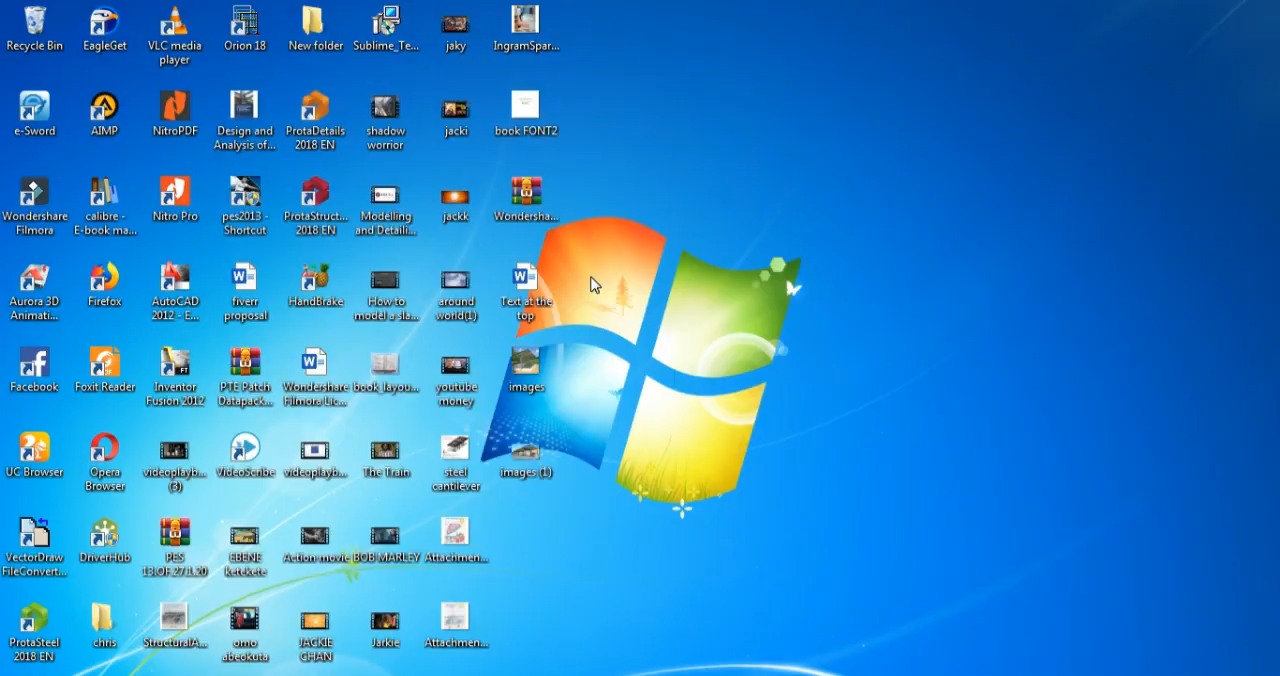 Recycle Bin
EagleGet
VLC media
player
Orion 18
New folder
Sublime_Te...
jaky
IngramSpar...
e-Sword
AIMP
NitroPDF
Design and
Analysis of...
ProtaDetails
2018 EN
shadow
worrior
jacki
book FONT2
Wondershare
Filmora
calibre -
E-book ma...
Nitro Pro
pes2013 -
Shortcut
ProtaStruct...
2018 EN
Modelling
and Detaili...
jackk
Wondersha...
Aurora 3D
Animati...
Firefox
AutoCAD
2012 - E...
fiverr
proposal
HandBrake
How to
model a sla...
around
world(1)
Text at the
top
Facebook
Foxit Reader
Inventor
Fusion 2012
PTE Patch
Datapack...
Wondershare
Filmora Lic...
book_layou...
youtube
money
images
UC Browser
Opera
Browser
videoplayb...
(3)
VideoScribe
videoplayb...
The Train
steel
cantilever
images (1)
VectorDraw
FileConvert...
DriverHub
PES
13.OF.27.1.20
EBENE
ketekete
Action movie
BOB MARLEY
Attachmen...
ProtaSteel
2018 EN
chris
StructuralA...
omo
abeokuta
JACKIE
CHAN
Jarkie
Attachmen...